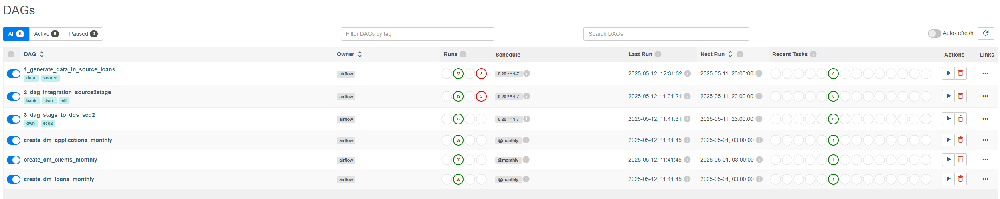 DAGs
All 6 Active 6 Paused 0 Filter DAGs by tag Search DAGs Auto-refresh
DAG Owner Runs Schedule Last Run Next Run Recent Tasks Actions Links
1_generate_data_in_source_loans
data source
airflow 22 3 0 20 * * 1-7 2025-05-12, 12:31:32 2025-05-11, 23:00:00 6
2_dag_integration_source2stage
bank dwh etl
airflow 13 2 0 20 * * 1-7 2025-05-12, 11:31:21 2025-05-11, 23:00:00 9
3_dag_stage_to_dds_scd2
dwh scd2
airflow 12 0 20 * * 1-7 2025-05-12, 11:41:31 2025-05-11, 23:00:00 10
create_dm_applications_monthly airflow 29 @monthly 2025-05-12, 11:41:45 2025-05-01, 03:00:00 1
create_dm_clients_monthly airflow 29 @monthly 2025-05-12, 11:41:45 2025-05-01, 03:00:00 1
create_dm_loans_monthly airflow 28 @monthly 2025-05-12, 11:41:45 2025-05-01, 03:00:00 1